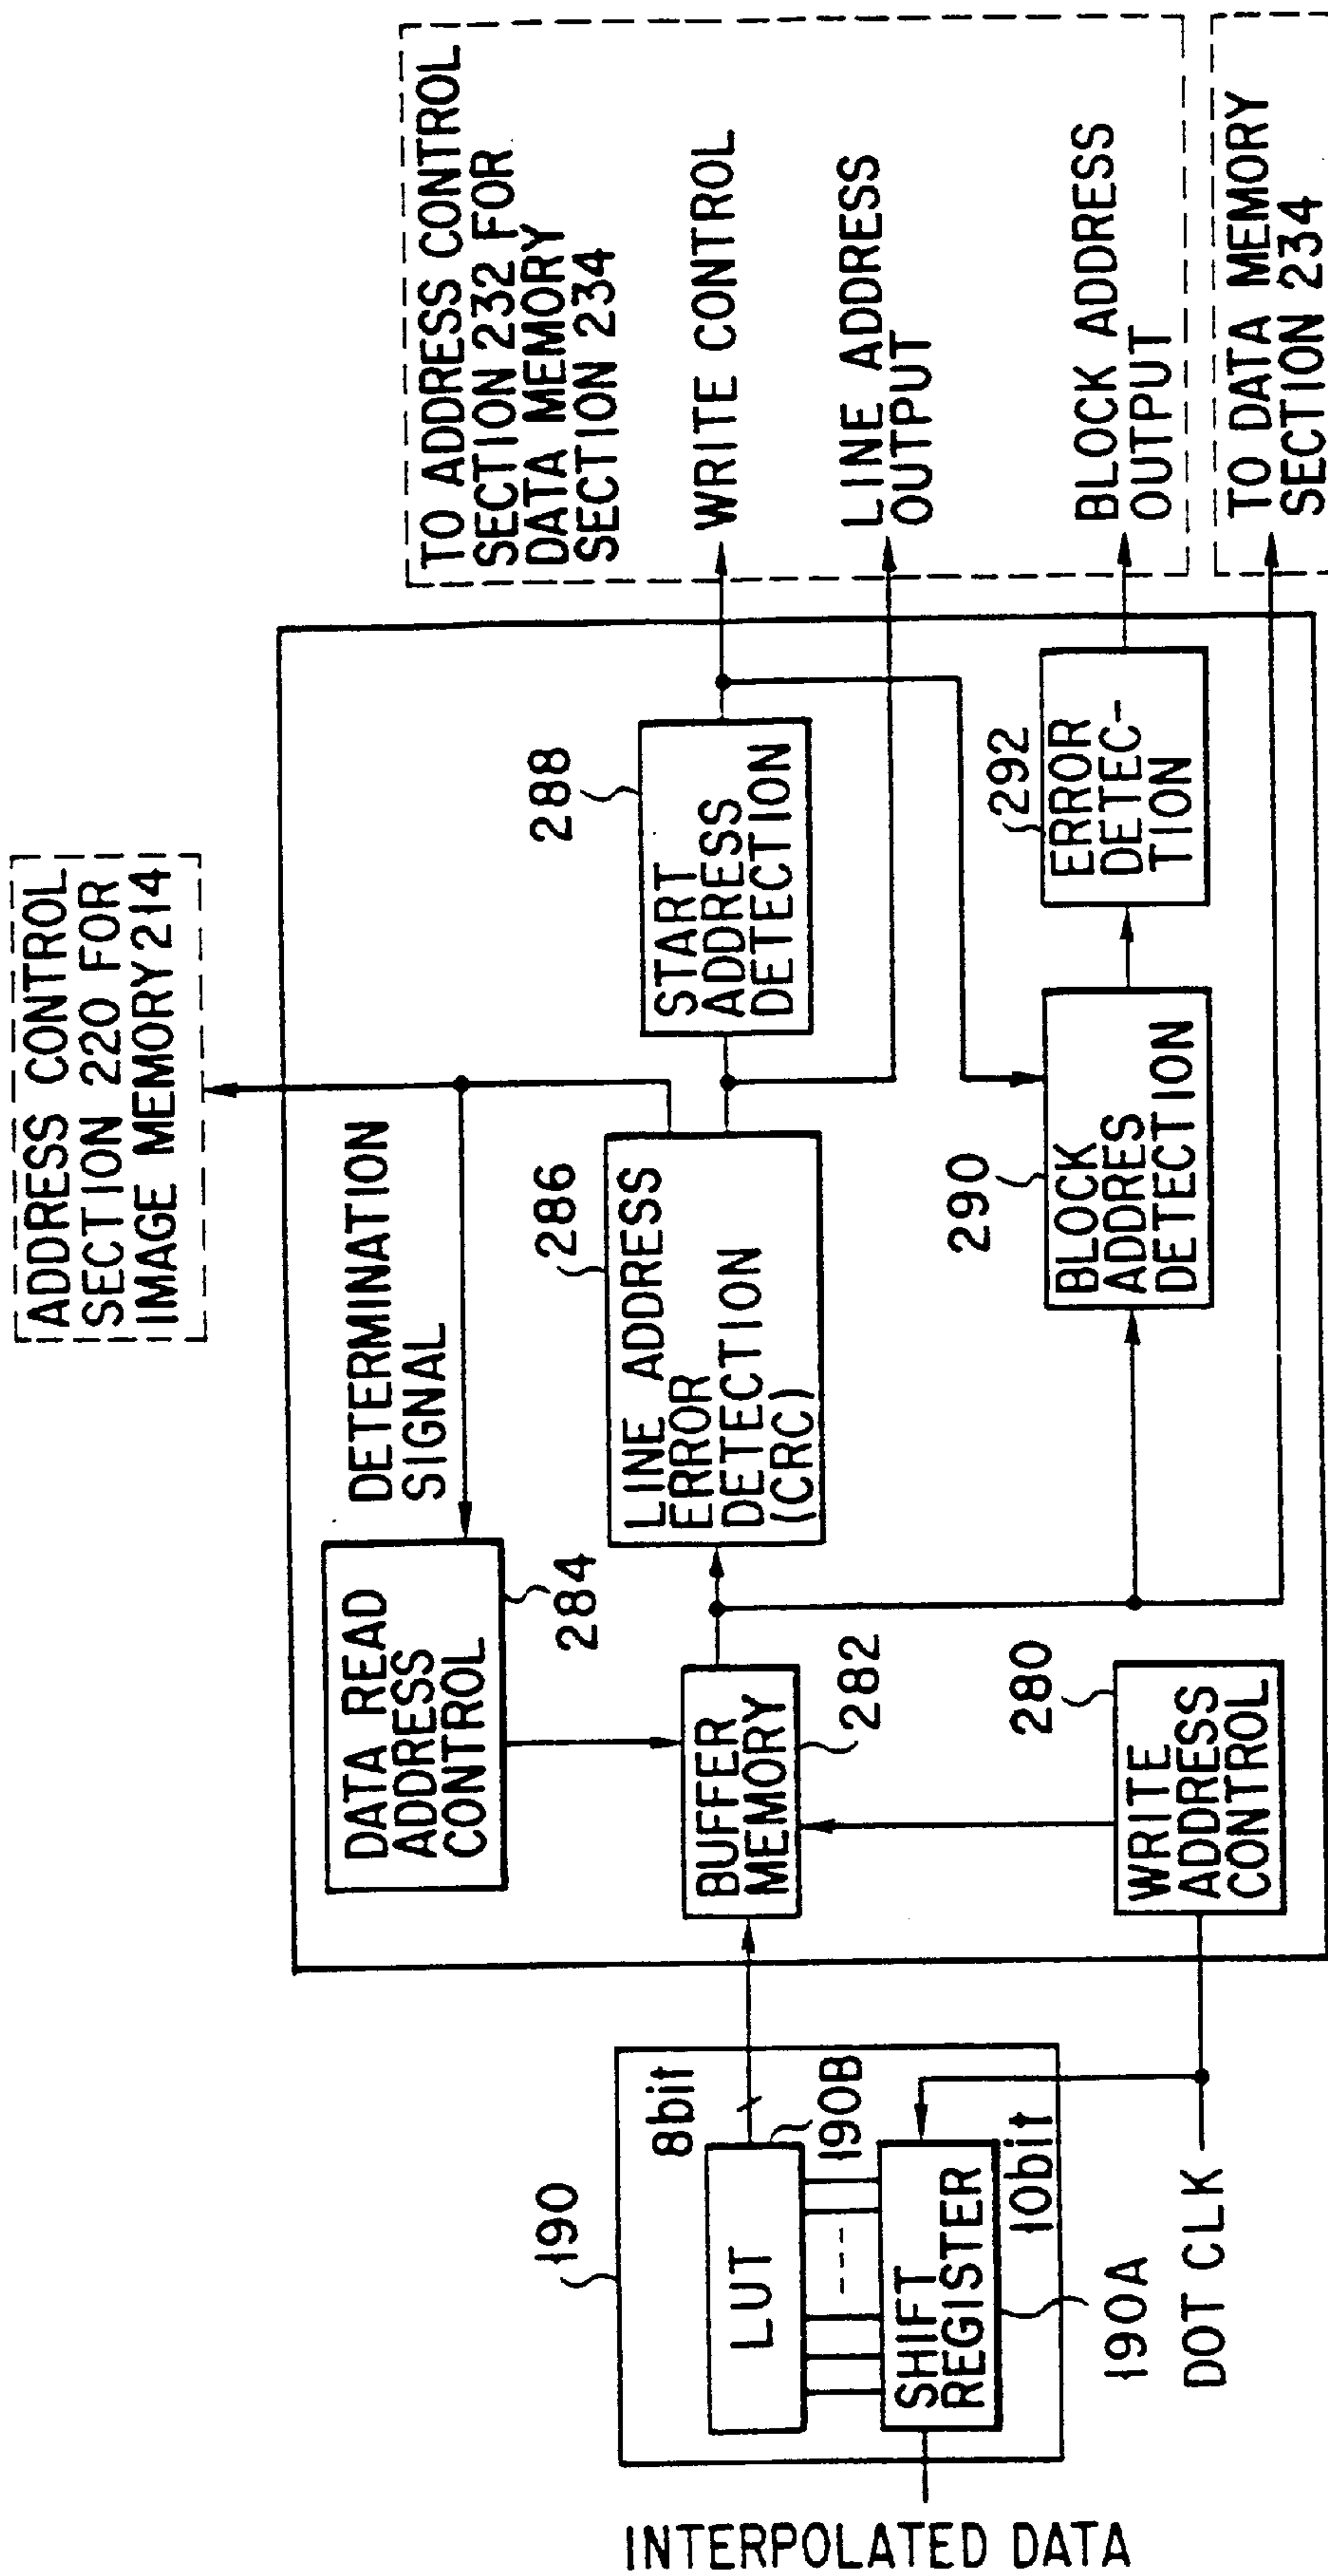 ADDRESS CONTROL
SECTION 220 FOR
IMAGE MEMORY 214
TO ADDRESS CONTROL
SECTION 232 FOR
DATA MEMORY
SECTION 234
DETERMINATION
SIGNAL
DATA READ
ADDRESS
CONTROL
284
190
8bit
LUT
190B
SHIFT
REGISTER
10bit
190A
INTERPOLATED DATA
DOT CLK
BUFFER
MEMORY
282
286
LINE ADDRESS
ERROR
DETECTION
(CRC)
288
START
ADDRESS
DETECTION
WRITE CONTROL
LINE ADDRESS
OUTPUT
280
WRITE
ADDRESS
CONTROL
290
BLOCK
ADDRES
DETECTION
292
ERROR
DETEC-
TION
BLOCK ADDRESS
OUTPUT
TO DATA MEMORY
SECTION 234